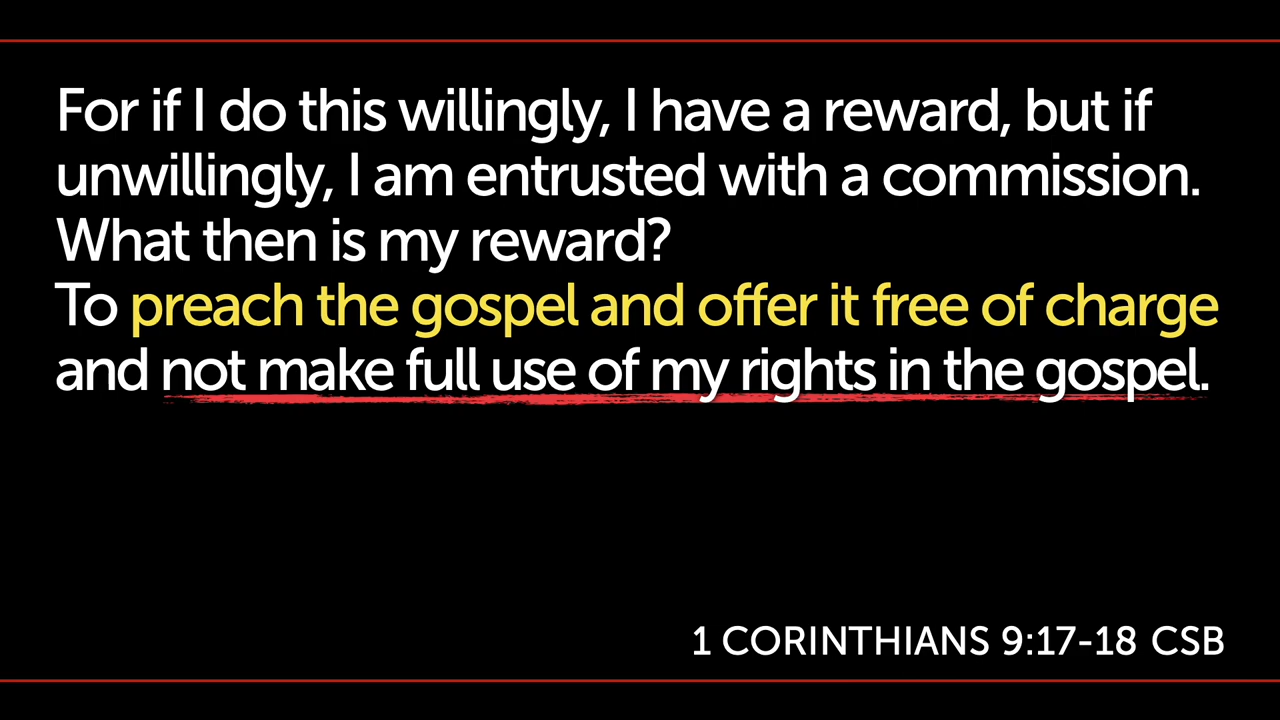 For if I do this willingly, I have a reward, but if
unwillingly, I am entrusted with a commission.
What then is my reward?
To preach the gospel and offer it free of charge
and not make full use of my rights in the gospel.
1 CORINTHIANS 9:17-18 CSB